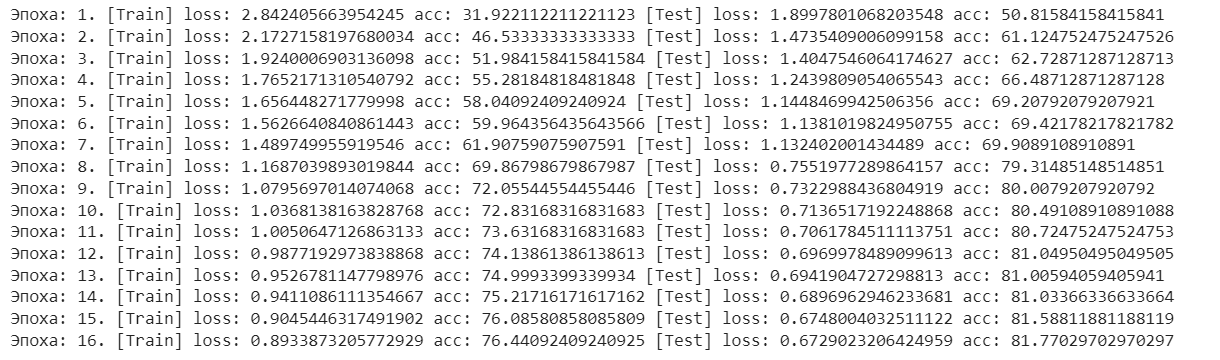 Эпоха: 1. [Train] loss: 2.842405663954245 acc: 31.922112211221123 [Test] loss: 1.8997801068203548 acc: 50.81584158415841
Эпоха: 2. [Train] loss: 2.1727158197680034 acc: 46.53333333333333 [Test] loss: 1.4735409006099158 acc: 61.124752475247526
Эпоха: 3. [Train] loss: 1.9240006903136098 acc: 51.984158415841584 [Test] loss: 1.4047546064174627 acc: 62.72871287128713
Эпоха: 4. [Train] loss: 1.7652171310540792 acc: 55.28184818481848 [Test] loss: 1.2439809054065543 acc: 66.48712871287128
Эпоха: 5. [Train] loss: 1.656448271779998 acc: 58.04092409240924 [Test] loss: 1.1448469942506356 acc: 69.20792079207921
Эпоха: 6. [Train] loss: 1.5626640840861443 acc: 59.964356435643566 [Test] loss: 1.1381019824950755 acc: 69.42178217821782
Эпоха: 7. [Train] loss: 1.489749955919546 acc: 61.90759075907591 [Test] loss: 1.132402001434489 acc: 69.9089108910891
Эпоха: 8. [Train] loss: 1.1687039893019844 acc: 69.86798679867987 [Test] loss: 0.7551977289864157 acc: 79.31485148514851
Эпоха: 9. [Train] loss: 1.0795697014074068 acc: 72.05544554455446 [Test] loss: 0.7322988436804919 acc: 80.0079207920792
Эпоха: 10. [Train] loss: 1.0368138163828768 acc: 72.83168316831683 [Test] loss: 0.7136517192248868 acc: 80.49108910891088
Эпоха: 11. [Train] loss: 1.0050647126863133 acc: 73.63168316831683 [Test] loss: 0.7061784511113751 acc: 80.72475247524753
Эпоха: 12. [Train] loss: 0.9877192973838868 acc: 74.13861386138613 [Test] loss: 0.6969978489099613 acc: 81.04950495049505
Эпоха: 13. [Train] loss: 0.9526781147798976 acc: 74.99933999339934 [Test] loss: 0.6941904727298813 acc: 81.00594059405941
Эпоха: 14. [Train] loss: 0.9411086111354667 acc: 75.21716171617162 [Test] loss: 0.6896962946233681 acc: 81.03366336633664
Эпоха: 15. [Train] loss: 0.9045446317491902 acc: 76.08580858085809 [Test] loss: 0.6748004032511122 acc: 81.58811881188119
Эпоха: 16. [Train] loss: 0.8933873205772929 acc: 76.44092409240925 [Test] loss: 0.6729023206424959 acc: 81.77029702970297